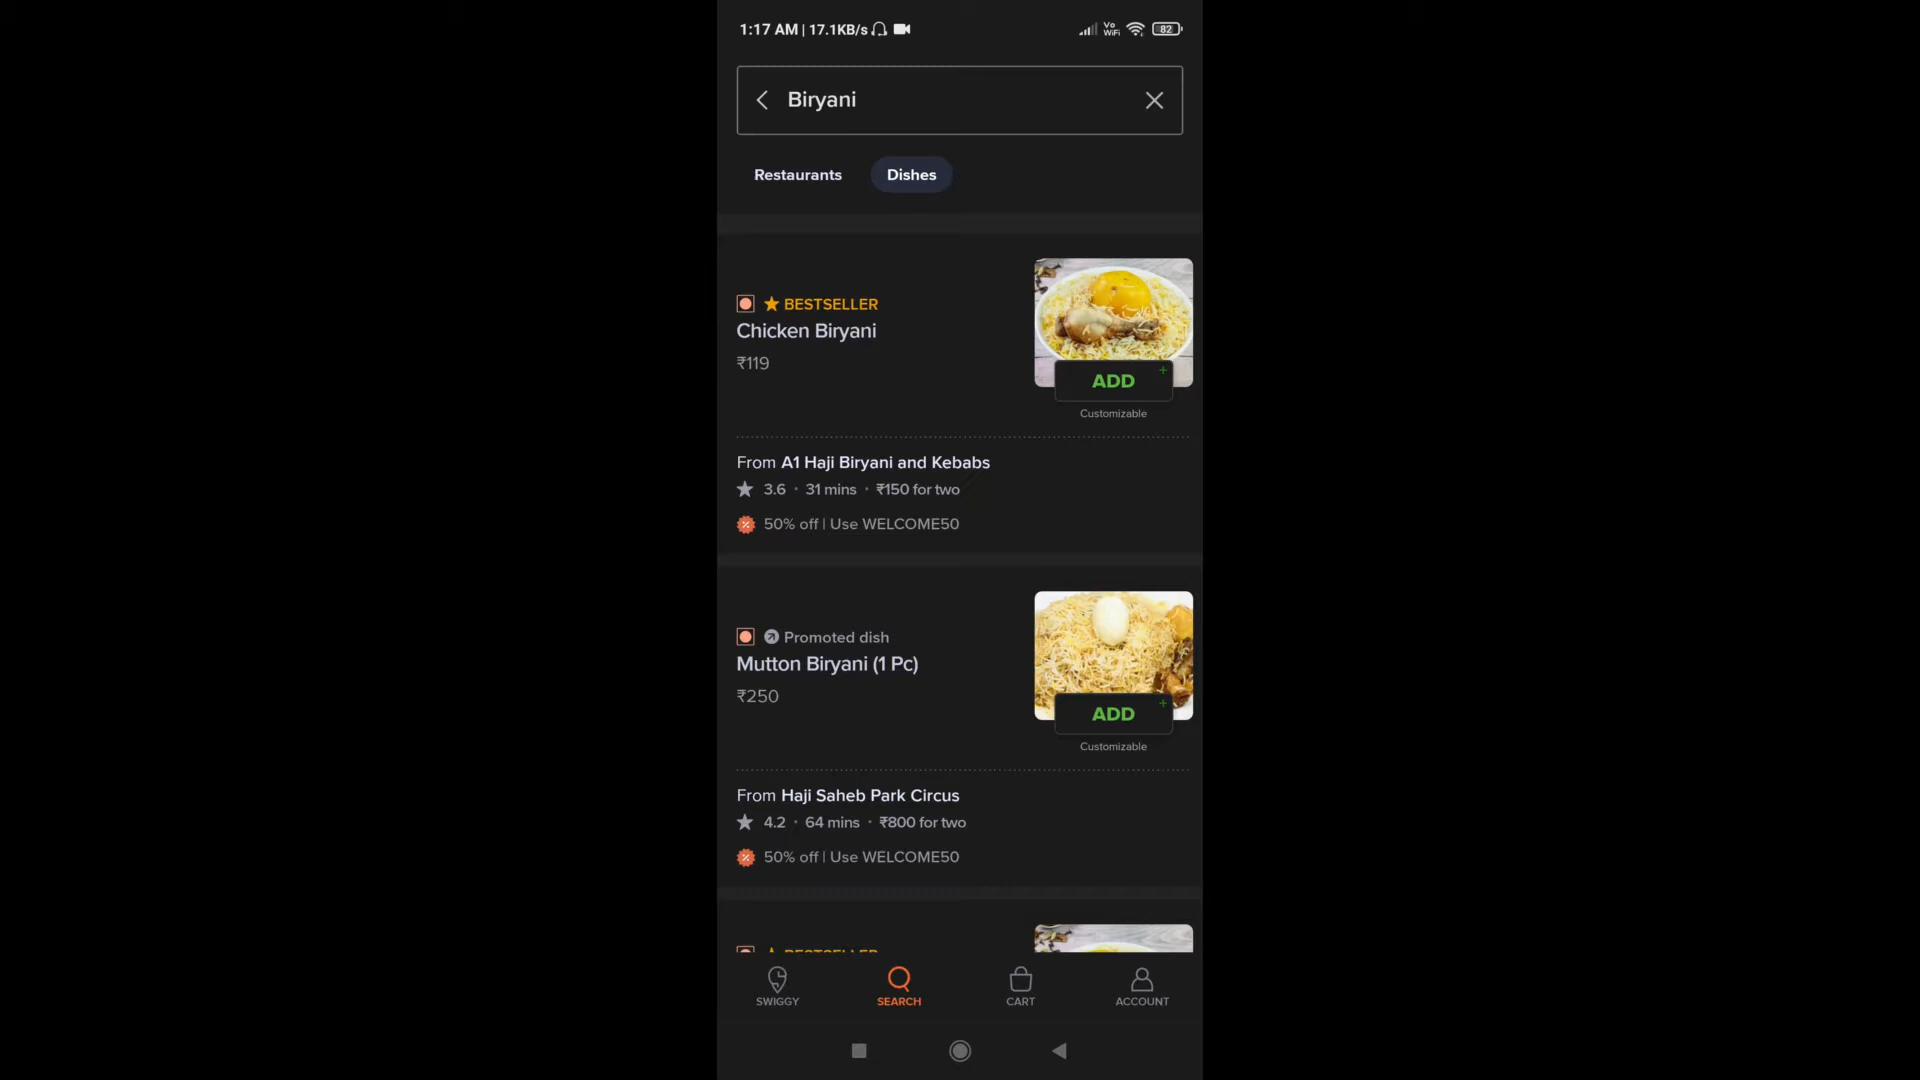 1:17 AM | 17.1KB/s
Vo WiFi 82
Biryani
Restaurants Dishes
BESTSELLER
Chicken Biryani
₹119
ADD +
Customizable
From A1 Haji Biryani and Kebabs
3.6 · 31 mins · ₹150 for two
50% off | Use WELCOME50
Promoted dish
Mutton Biryani (1 Pc)
₹250
ADD +
Customizable
From Haji Saheb Park Circus
4.2 · 64 mins · ₹800 for two
50% off | Use WELCOME50
BESTSELLER
SWIGGY SEARCH CART ACCOUNT